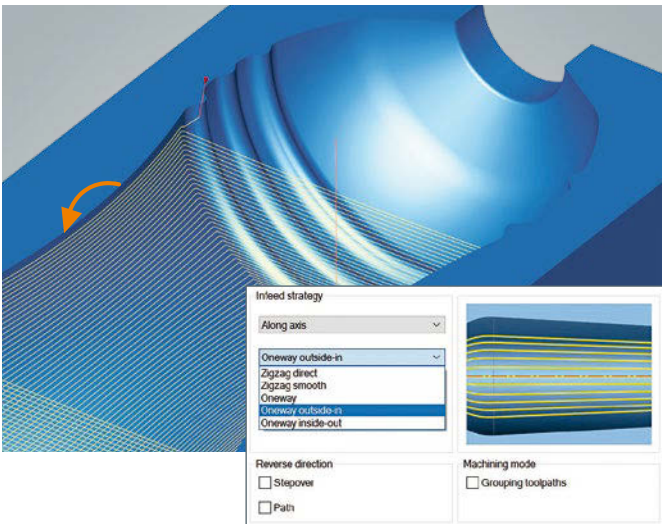 Infeed strategy
Along axis
Oneway outside-in
Zigzag direct
Zigzag smooth
Oneway
Oneway outside-in
Oneway inside-out
Reverse direction
Stepover
Path
Machining mode
Grouping toolpaths